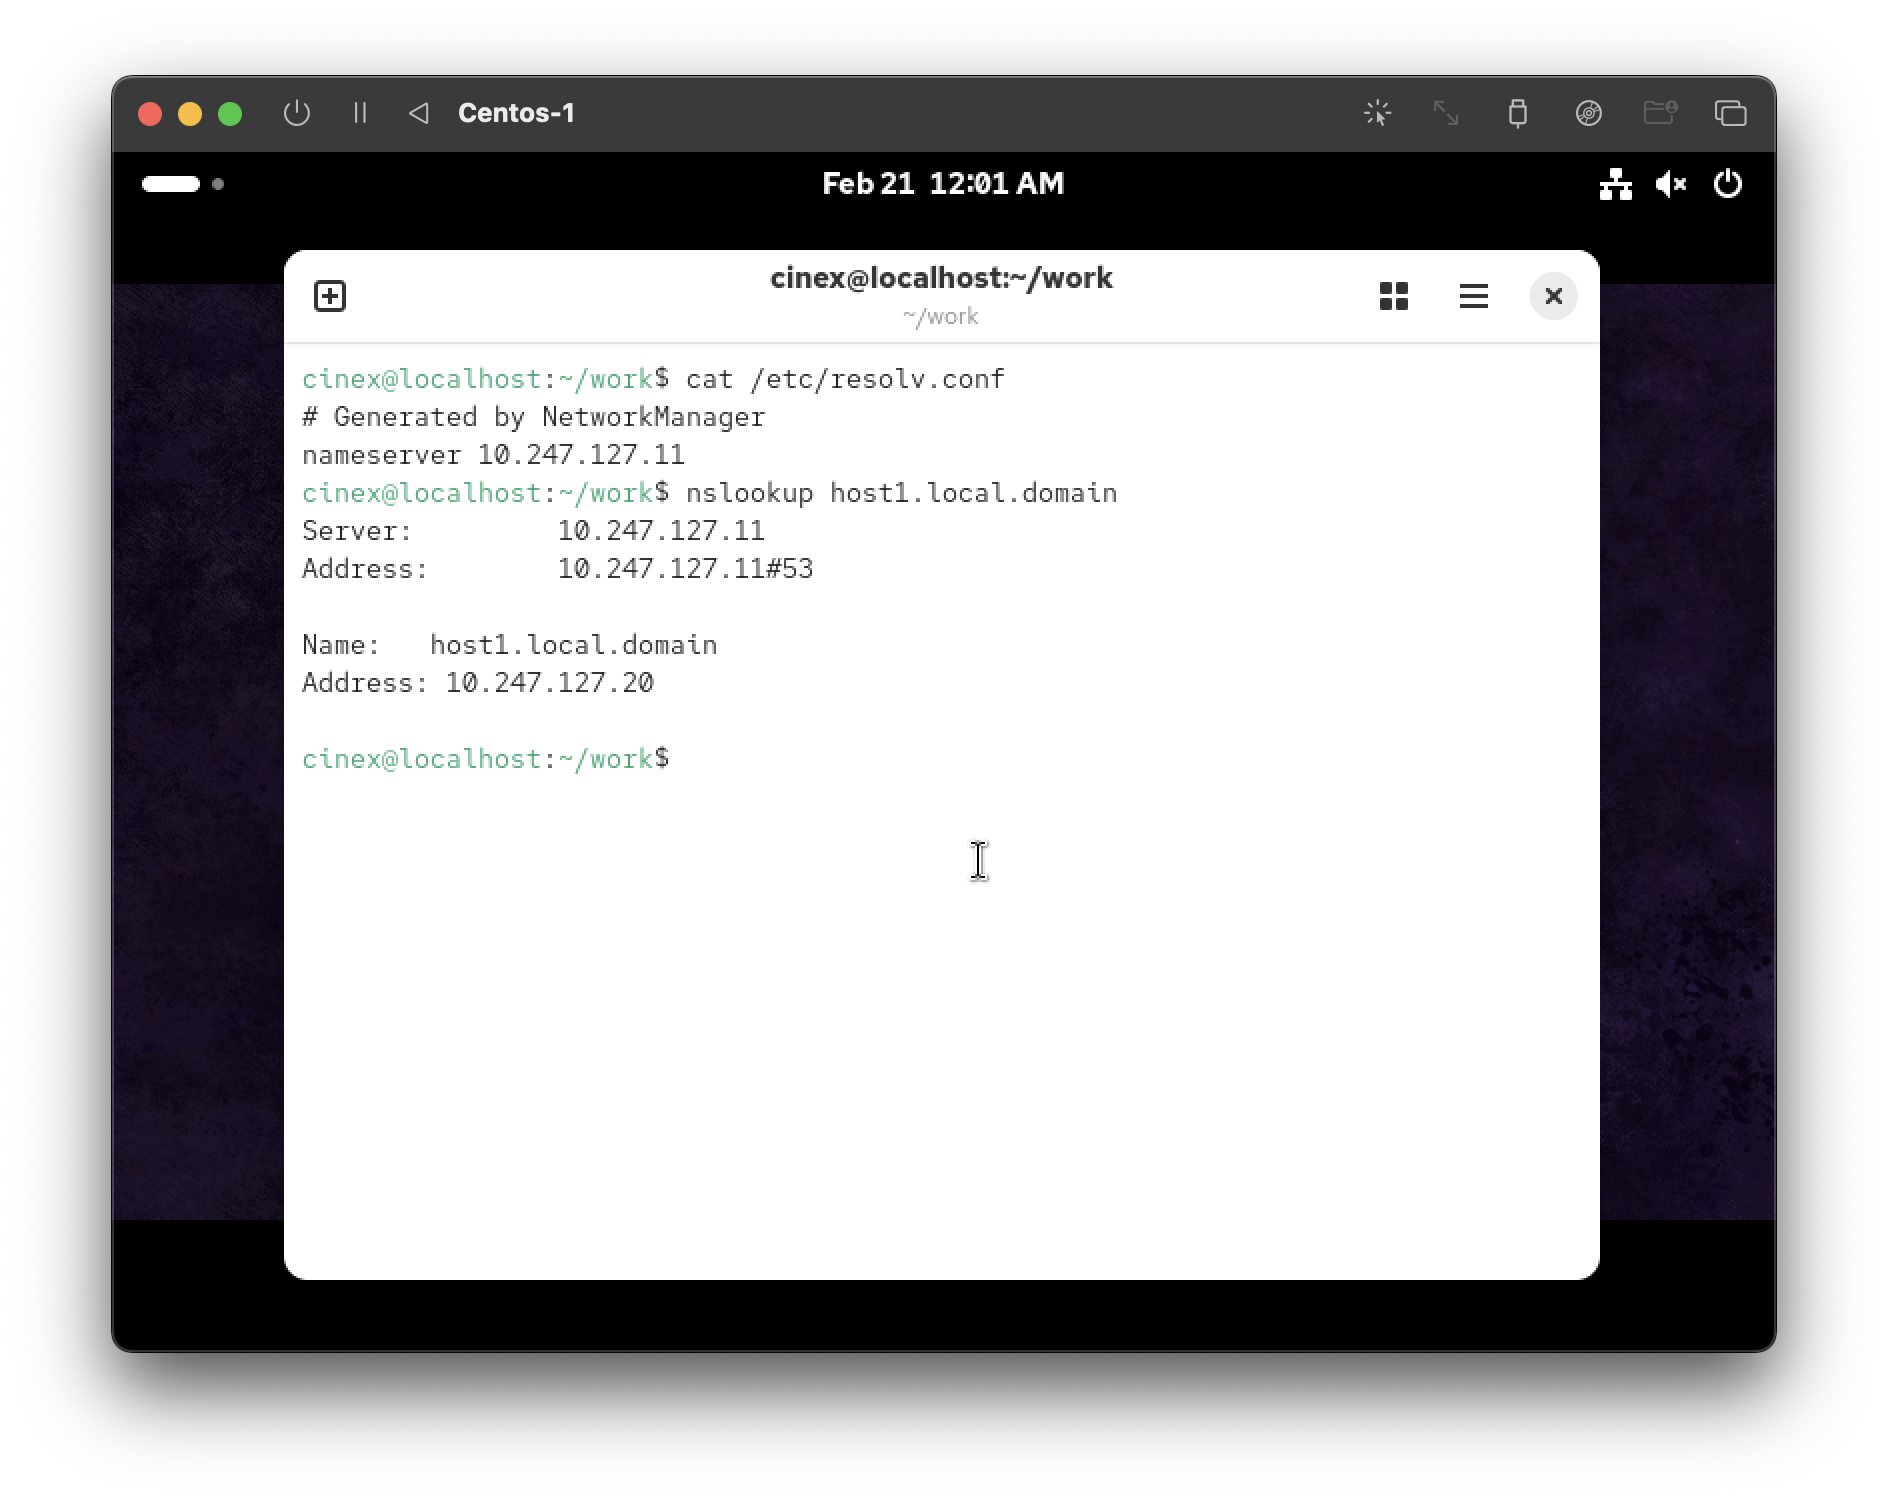 Centos-1
Feb 21 12:01 AM
cinex@localhost:~/work
~/work
cinex@localhost:~/work$ cat /etc/resolv.conf
# Generated by NetworkManager
nameserver 10.247.127.11
cinex@localhost:~/work$ nslookup host1.local.domain
Server:         10.247.127.11
Address:        10.247.127.11#53
Name:   host1.local.domain
Address: 10.247.127.20
cinex@localhost:~/work$